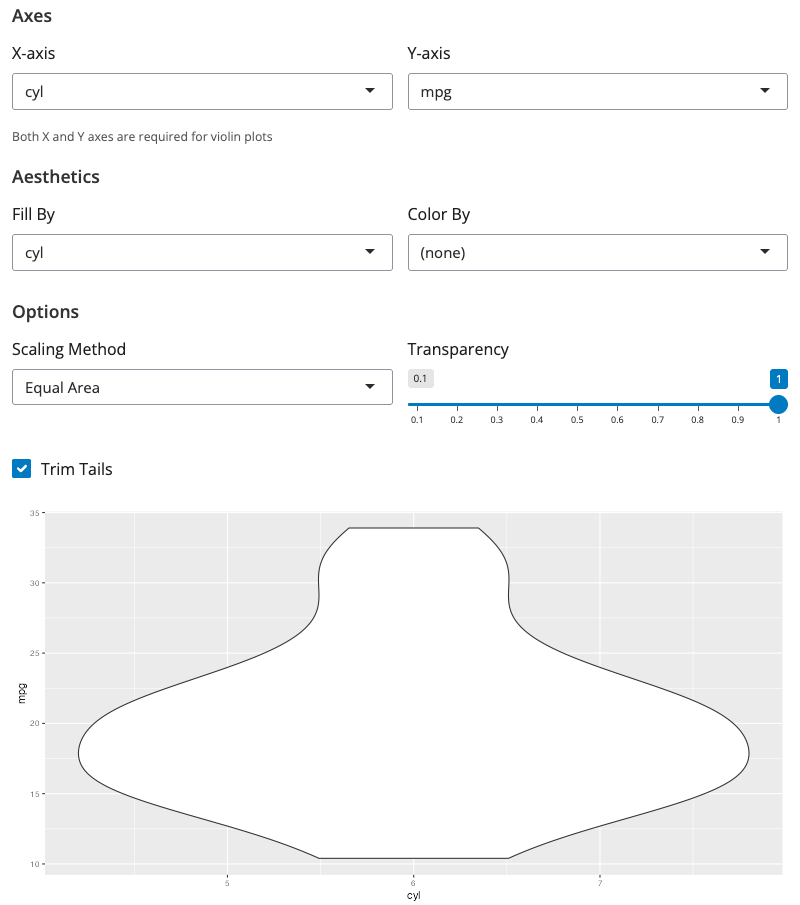 Axes
X-axis Y-axis
cyl mpg
Both X and Y axes are required for violin plots
Aesthetics
Fill By Color By
cyl (none)
Options
Scaling Method Transparency
0.1 1
Equal Area
0.1 0.2 0.3 0.4 0.5 0.6 0.7 0.8 0.9 1
Trim Tails
35
30
25
mpg
20
15
10
5 6 7
cyl